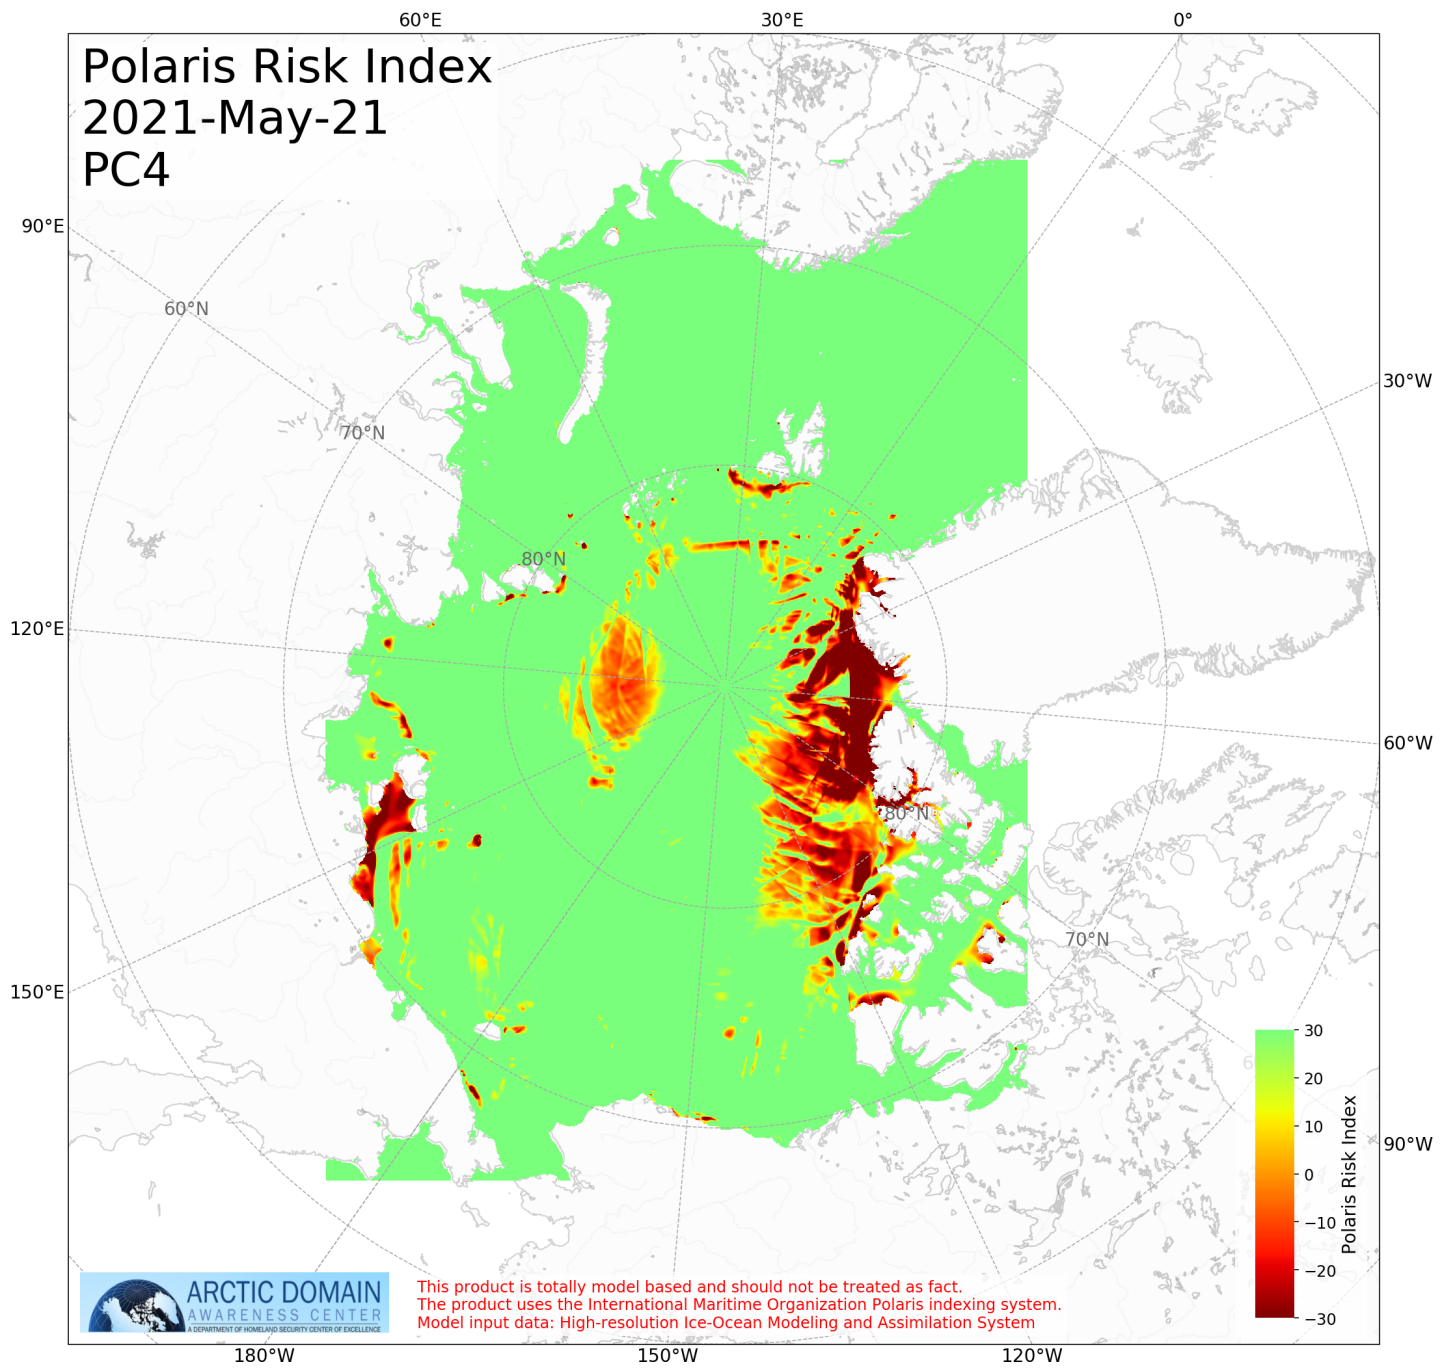 60°E
30°E
0°
Polaris Risk Index
2021-May-21
PC4
90°E
60°N
30°W
70°N
80°N
120°E
60°W
80°N
70°N
150°E
30
20
10
0
−10
−20
−30
Polaris Risk Index
90°W
ARCTIC DOMAIN
AWARENESS CENTER
A DEPARTMENT OF HOMELAND SECURITY CENTER OF EXCELLENCE
This product is totally model based and should not be treated as fact.
The product uses the International Maritime Organization Polaris indexing system.
Model input data: High-resolution Ice-Ocean Modeling and Assimilation System
180°W
150°W
120°W